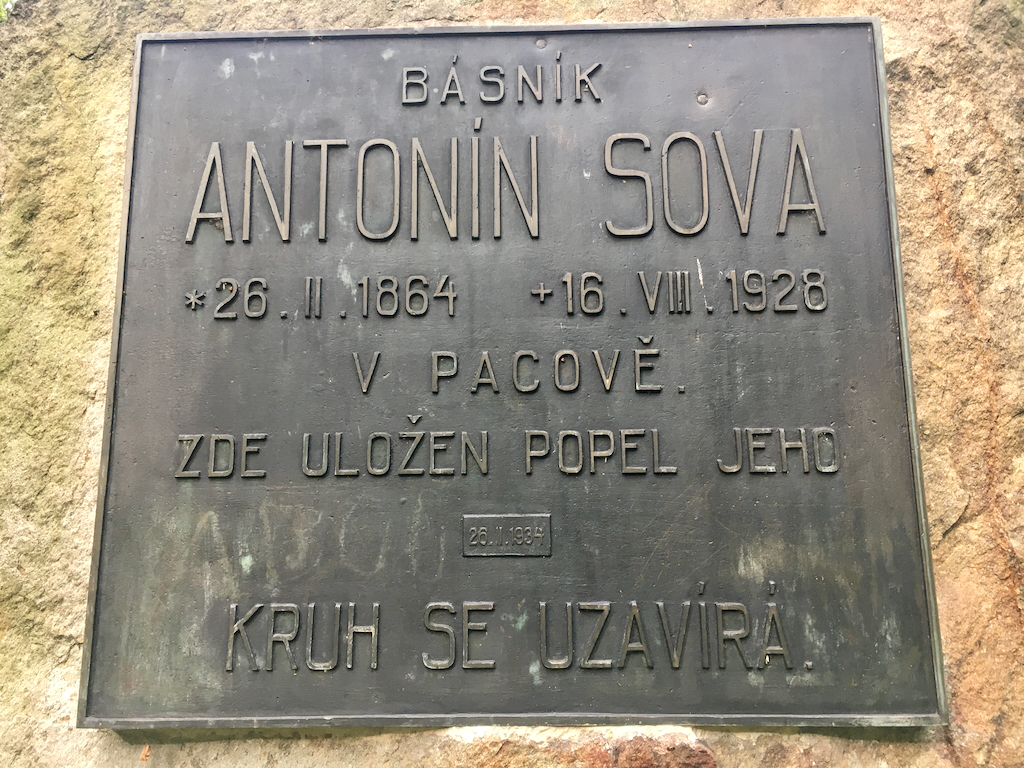 BÁSNÍK
ANTONÍN SOVA
*26.II.1864 +16.VIII.1928
V PACOVĚ.
ZDE ULOŽEN POPEL JEHO
26.II.1934
KRUH SE UZAVÍRÁ.